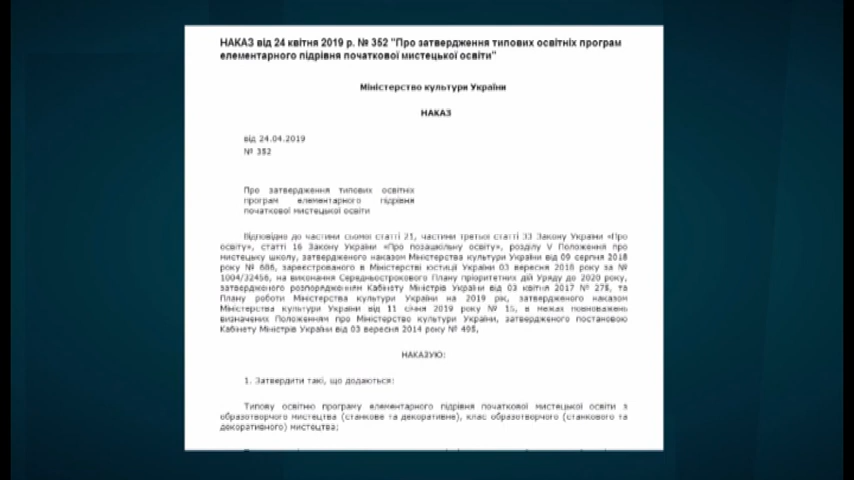 НАКАЗ від 24 квітня 2019 р. № 352 "Про затвердження типових освітніх програм
елементарного підрівня початкової мистецької освіти"
Міністерство культури України
НАКАЗ
від 24.04.2019
№ 352
Про затвердження типових освітніх
програм елементарного підрівня
початкової мистецької освіти
Відповідно до частини сьомої статті 21, частини третьої статті 33 Закону України «Про
освіту», статті 16 Закону України «Про позашкільну освіту», розділу V Положення про
мистецьку школу, затвердженого наказом Міністерства культури України від 09 серпня 2018
року № 686, зареєстрованого в Міністерстві юстиції України 03 вересня 2018 року за №
1004/32456, на виконання Середньострокового Плану пріоритетних дій Уряду до 2020 року,
затвердженого розпорядженням Кабінету Міністрів України від 03 квітня 2017 № 275, та
Плану роботи Міністерства культури України на 2019 рік, затвердженого наказом
Міністерства культури України від 11 січня 2019 року № 15, в межах повноважень
визначених Положенням про Міністерство культури України, затвердженого постановою
Кабінету Міністрів України від 03 вересня 2014 року № 495,
НАКАЗУЮ:
1. Затвердити такі, що додаються:
Типову освітню програму елементарного підрівня початкової мистецької освіти з
образотворчого мистецтва (станкове та декоративне), клас образотворчого (станкового та
декоративного) мистецтва;